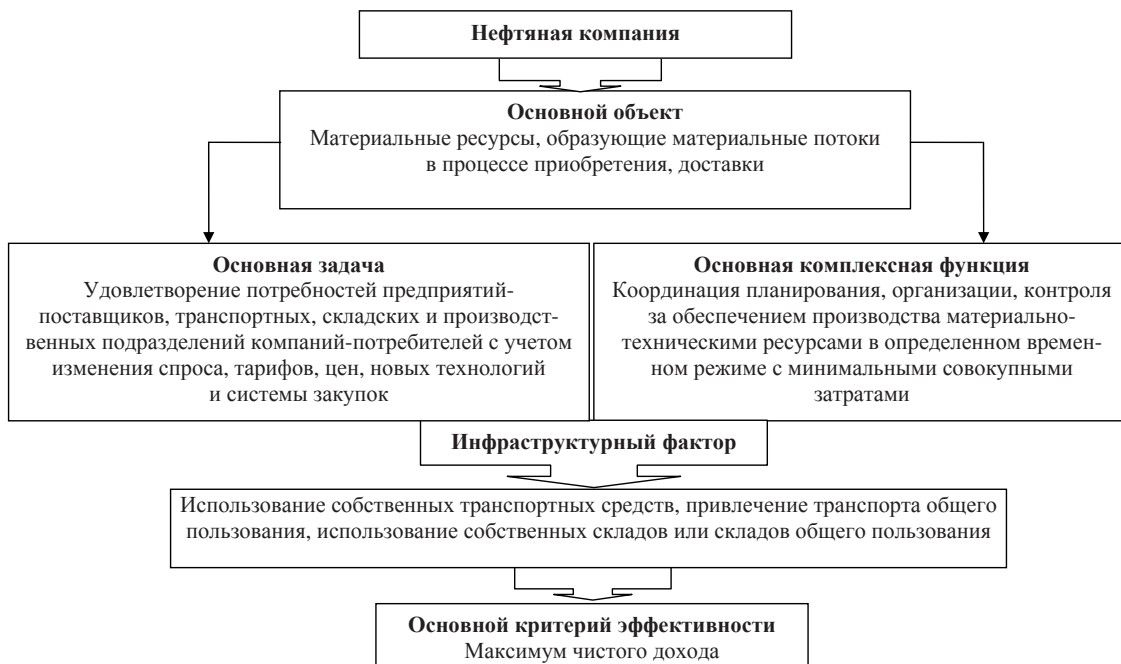 Нефтяная компания
Основной объект
Материальные ресурсы, образующие материальные потоки
в процессе приобретения, доставки
Основная задача
Удовлетворение потребностей предприятий-
поставщиков, транспортных, складских и производст-
венных подразделений компаний-потребителей с учетом
изменения спроса, тарифов, цен, новых технологий
и системы закупок
Основная комплексная функция
Координация планирования, организации, контроля
за обеспечением производства материально-
техническими ресурсами в определенном времен-
ном режиме с минимальными совокупными
затратами
Инфраструктурный фактор
Использование собственных транспортных средств, привлечение транспорта общего
пользования, использование собственных складов или складов общего пользования
Основной критерий эффективности
Максимум чистого дохода